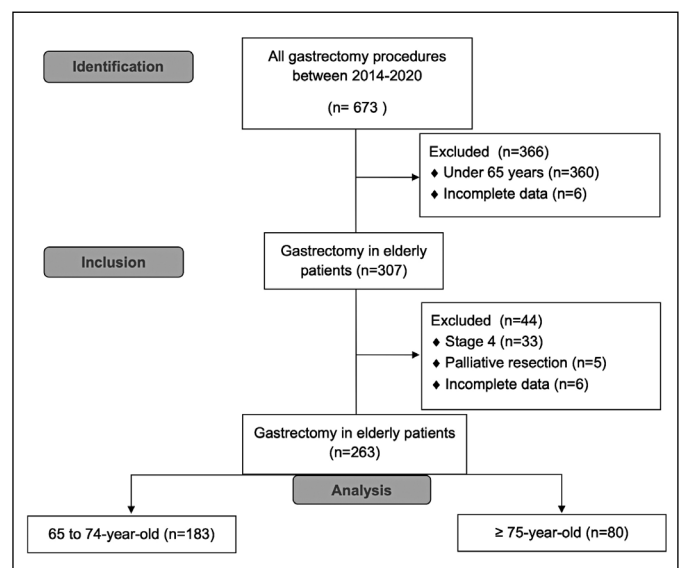 Identification
All gastrectomy procedures
between 2014-2020
(n= 673 )
Excluded (n=366)
♦ Under 65 years (n=360)
♦ Incomplete data (n=6)
Inclusion
Gastrectomy in elderly
patients (n=307)
Excluded (n=44)
♦ Stage 4 (n=33)
♦ Palliative resection (n=5)
♦ Incomplete data (n=6)
Gastrectomy in elderly patients
(n=263)
Analysis
65 to 74-year-old (n=183)
≥ 75-year-old (n=80)